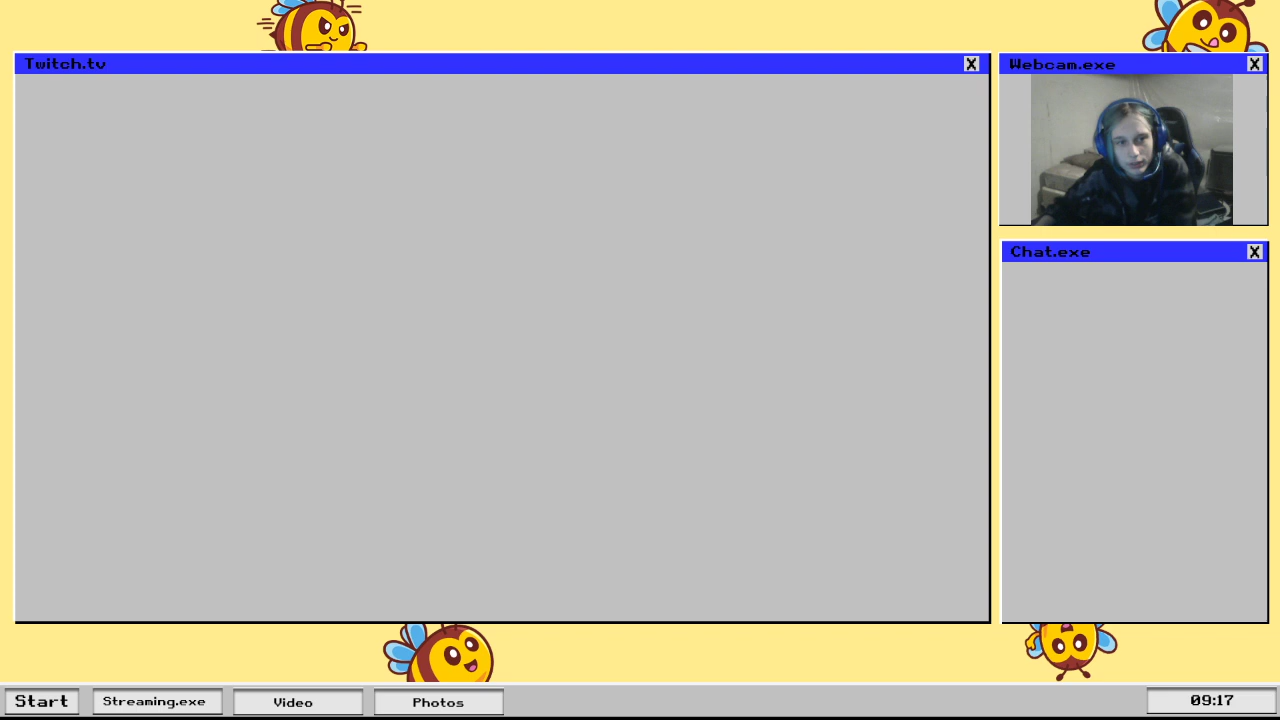 Twitch.tv
X
Webcam.exe
X
Chat.exe
X
Start
Streaming.exe
Video
Photos
09:17